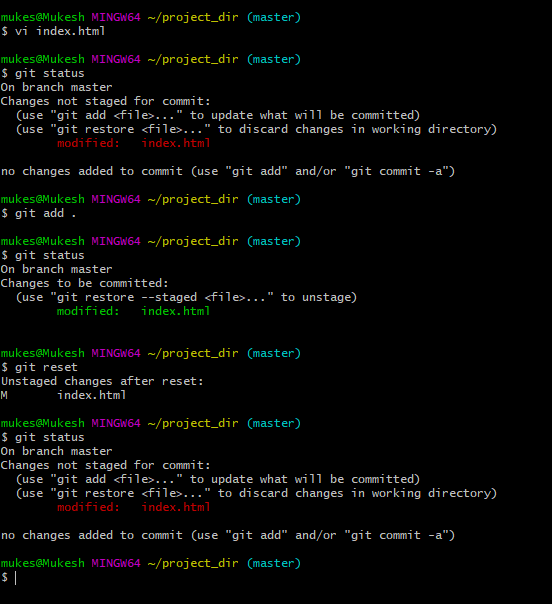 mukes@Mukesh MINGW64 ~/project_dir (master)
$ vi index.html
mukes@Mukesh MINGW64 ~/project_dir (master)
$ git status
On branch master
Changes not staged for commit:
  (use "git add <file>..." to update what will be committed)
  (use "git restore <file>..." to discard changes in working directory)
        modified:   index.html
no changes added to commit (use "git add" and/or "git commit -a")
mukes@Mukesh MINGW64 ~/project_dir (master)
$ git add .
mukes@Mukesh MINGW64 ~/project_dir (master)
$ git status
On branch master
Changes to be committed:
  (use "git restore --staged <file>..." to unstage)
        modified:   index.html
mukes@Mukesh MINGW64 ~/project_dir (master)
$ git reset
Unstaged changes after reset:
M       index.html
mukes@Mukesh MINGW64 ~/project_dir (master)
$ git status
On branch master
Changes not staged for commit:
  (use "git add <file>..." to update what will be committed)
  (use "git restore <file>..." to discard changes in working directory)
        modified:   index.html
no changes added to commit (use "git add" and/or "git commit -a")
mukes@Mukesh MINGW64 ~/project_dir (master)
$